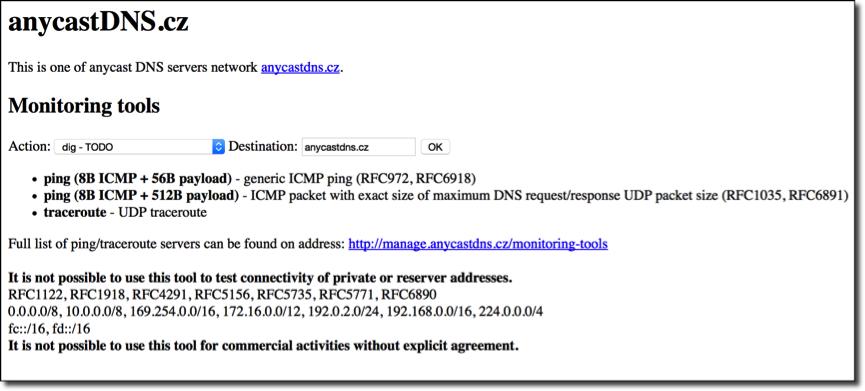 anycastDNS.cz
This is one of anycast DNS servers network anycastdns.cz.
Monitoring tools
Action: dig - TODO Destination: anycastdns.cz OK
• ping (8B ICMP + 56B payload) - generic ICMP ping (RFC972, RFC6918)
• ping (8B ICMP + 512B payload) - ICMP packet with exact size of maximum DNS request/response UDP packet size (RFC1035, RFC6891)
• traceroute - UDP traceroute
Full list of ping/traceroute servers can be found on address: http://manage.anycastdns.cz/monitoring-tools
It is not possible to use this tool to test connectivity of private or reserver addresses.
RFC1122, RFC1918, RFC4291, RFC5156, RFC5735, RFC5771, RFC6890
0.0.0.0/8, 10.0.0.0/8, 169.254.0.0/16, 172.16.0.0/12, 192.0.2.0/24, 192.168.0.0/16, 224.0.0.0/4
fc::/16, fd::/16
It is not possible to use this tool for commercial activities without explicit agreement.